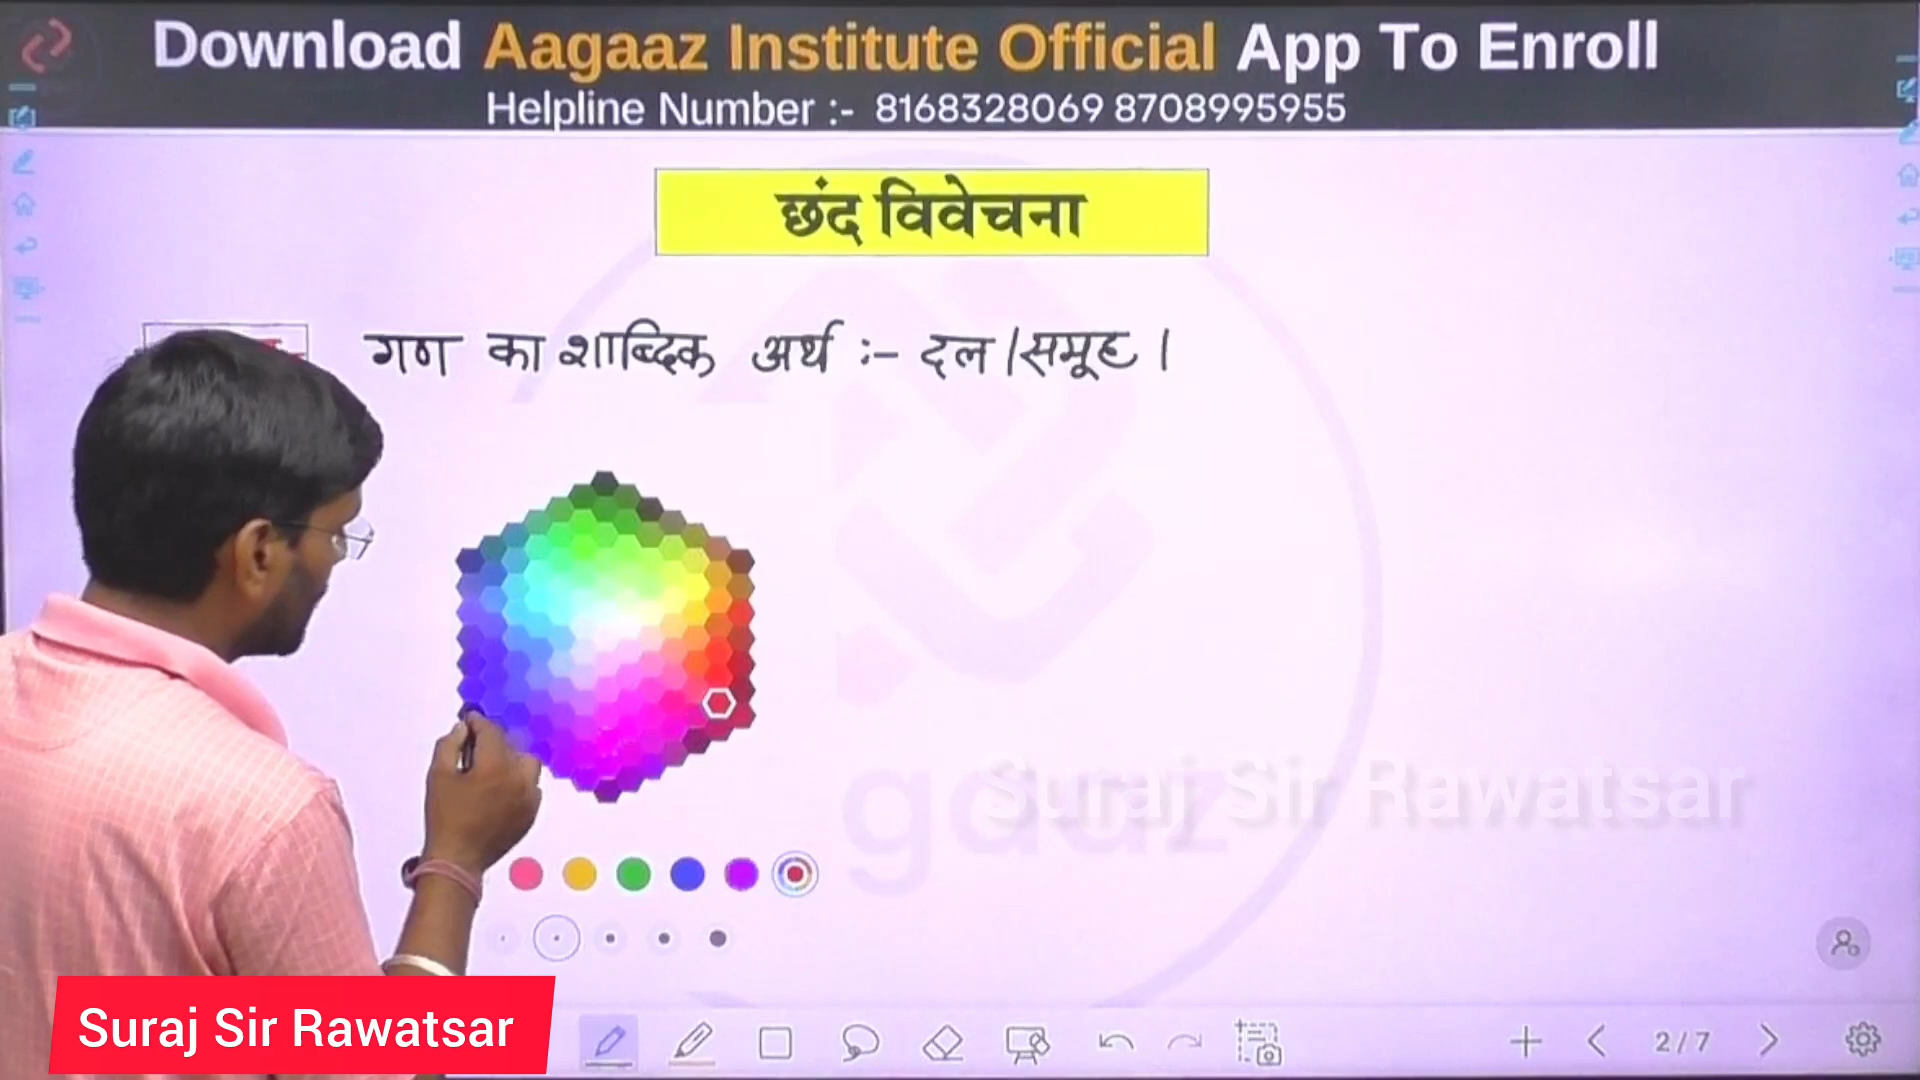 Download Aagaaz Institute Official App To Enroll
Helpline Number :- 8168328069 8708995955
छंद विवेचना
गण का शाब्दिक अर्थ :- दल/समूह।
Suraj Sir Rawatsar
gaaz
Suraj Sir Rawatsar
2/7